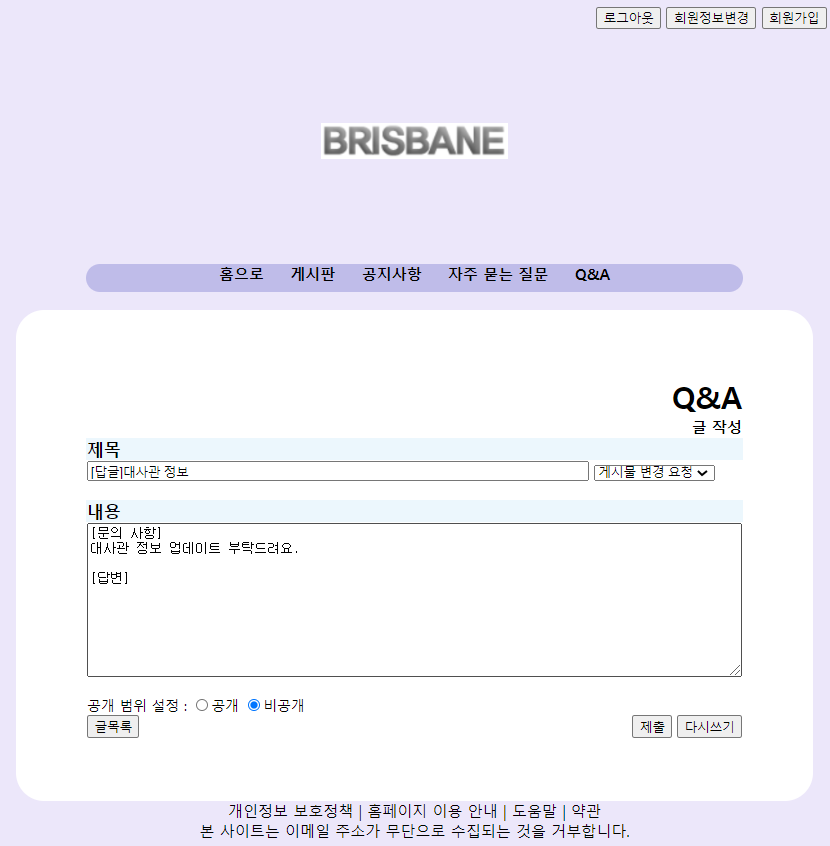 로그아웃 회원정보변경 회원가입
BRISBANE
홈으로 게시판 공지사항 자주 묻는 질문 Q&A
Q&A
글 작성
제목
[답글]대사관 정보 게시물 변경 요청
내용
[문의 사항]
대사관 정보 업데이트 부탁드려요.
[답변]
공개 범위 설정 : 공개 비공개
글목록 제출 다시쓰기
개인정보 보호정책 | 홈페이지 이용 안내 | 도움말 | 약관
본 사이트는 이메일 주소가 무단으로 수집되는 것을 거부합니다.